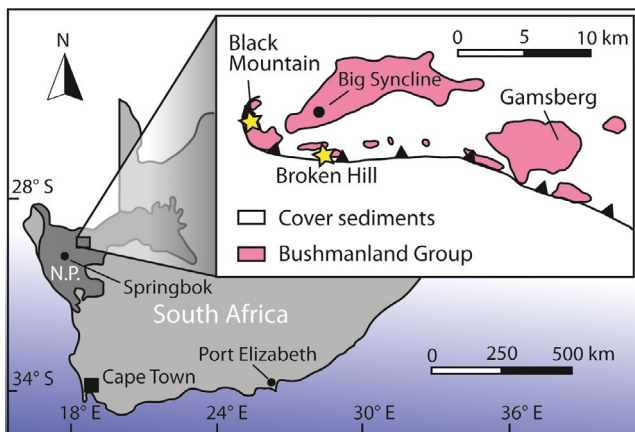 N
Black
Mountain
0 5 10 km
Big Syncline
Gamsberg
Broken Hill
Cover sediments
Bushmanland Group
28° S
N.P.
Springbok
South Africa
Port Elizabeth
0 250 500 km
34° S
Cape Town
18° E 24° E 30° E 36° E